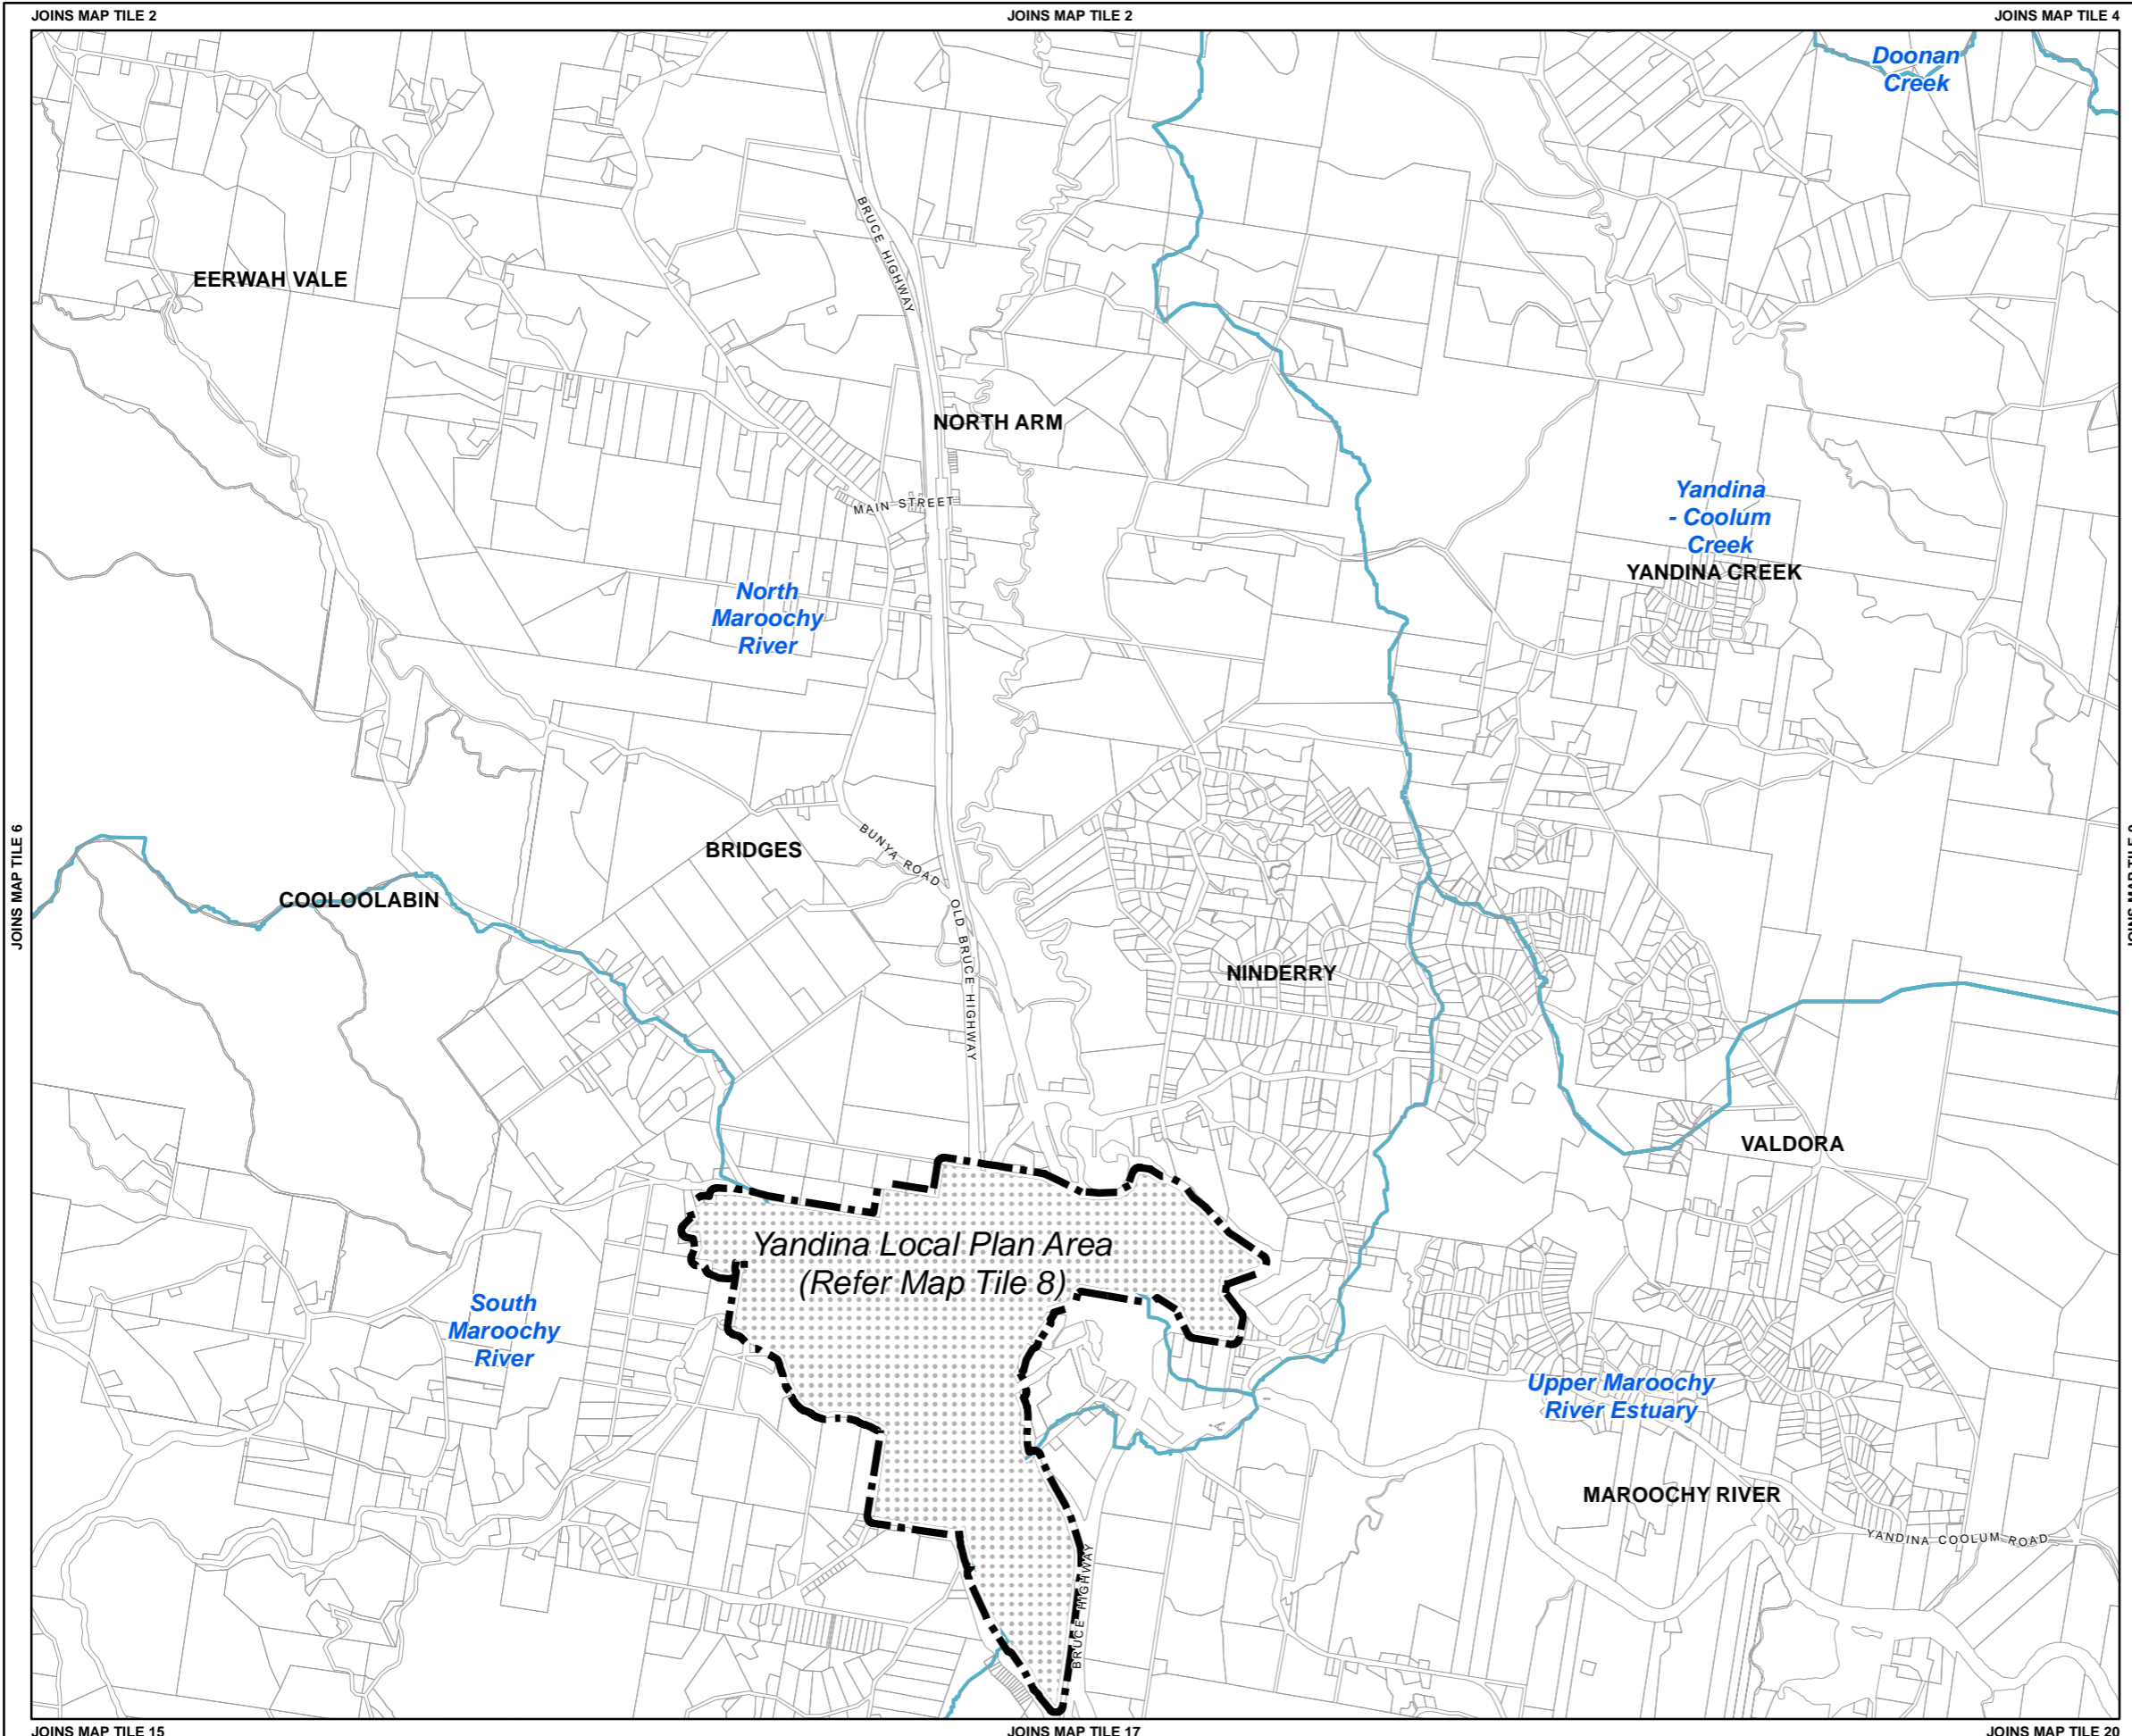 JOINS MAP TILE 2
JOINS MAP TILE 2
JOINS MAP TILE 4
Doonan
Creek
BRUCE HIGHWAY
EERWAH VALE
NORTH ARM
MAIN STREET
Yandina
- Coolum
Creek
YANDINA CREEK
North
Maroochy
River
JOINS MAP TILE 6
BRIDGES
BUNYA ROAD
COOLOOLABIN
OLD BRUCE HIGHWAY
NINDERRY
VALDORA
Yandina Local Plan Area
(Refer Map Tile 8)
South
Maroochy
River
Upper Maroochy
River Estuary
MAROOCHY RIVER
YANDINA COOLUM ROAD
BRUCE HIGHWAY
JOINS MAP TILE 15
JOINS MAP TILE 17
JOINS MAP TILE 20